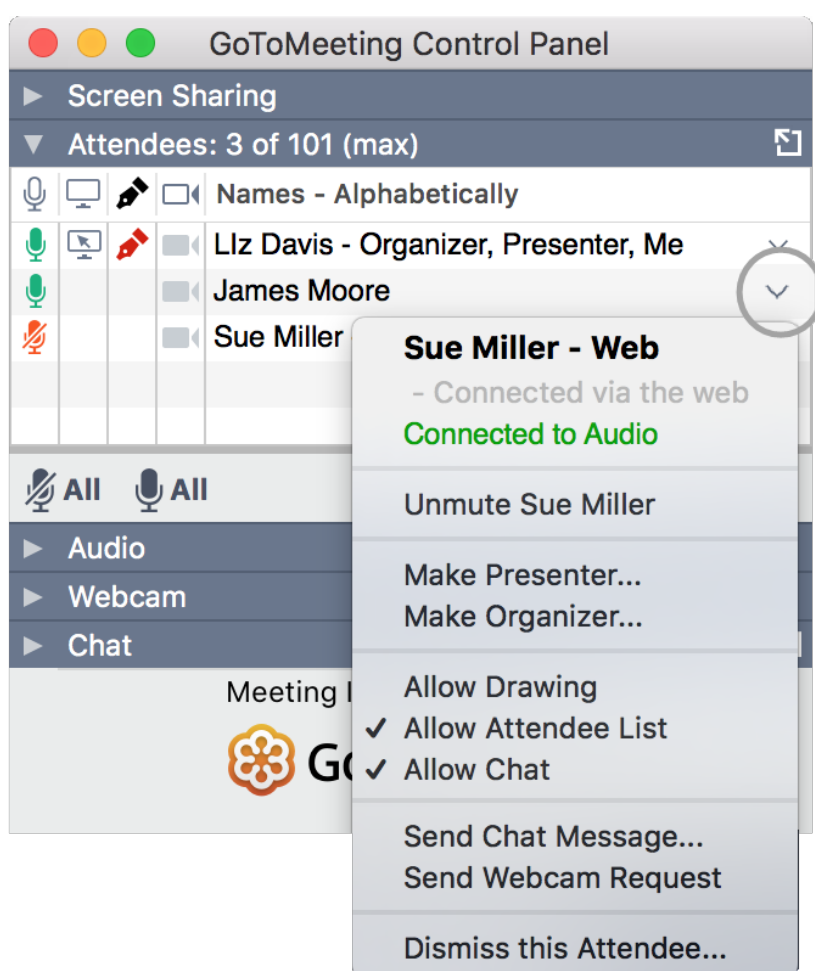 GoToMeeting Control Panel
Screen Sharing
Attendees: 3 of 101 (max)
Names - Alphabetically
LIz Davis - Organizer, Presenter, Me
James Moore
Sue Miller
Sue Miller - Web
- Connected via the web
Connected to Audio
All All
Unmute Sue Miller
Audio
Make Presenter...
Webcam
Make Organizer...
Chat
Allow Drawing
Meeting
Allow Attendee List
Allow Chat
Send Chat Message...
Send Webcam Request
Dismiss this Attendee...